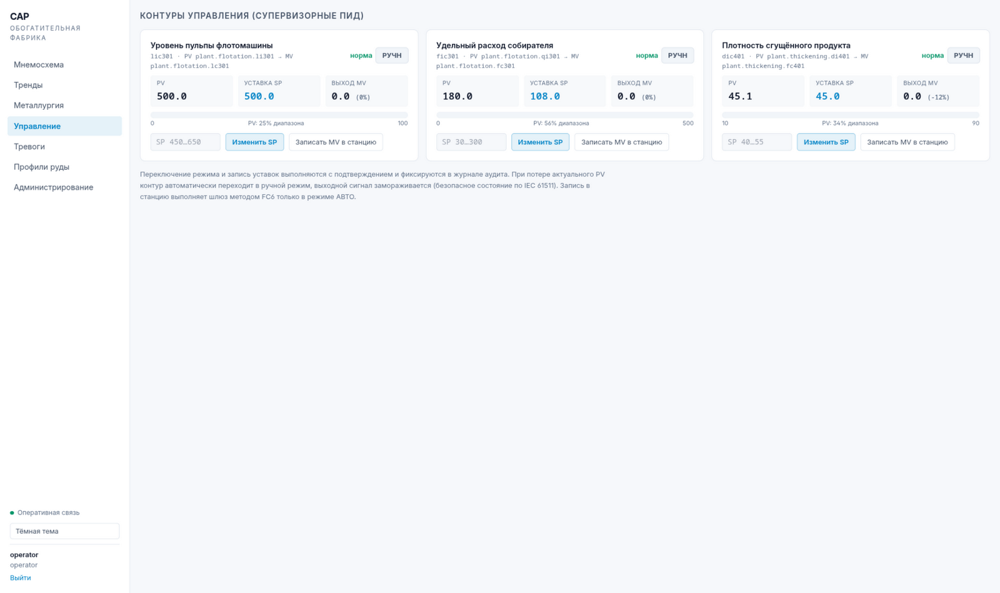 САР
ОБОГАТИТЕЛЬНАЯ
ФАБРИКА
Мнемосхема
Тренды
Металлургия
Управление
Тревоги
Профили руды
Администрирование
Оперативная связь
Тёмная тема
operator
operator
Выйти
КОНТУРЫ УПРАВЛЕНИЯ (СУПЕРВИЗОРНЫЕ ПИД)
Уровень пульпы флотомашины
lic301 · PV plant.flotation.li301 → MV
plant.flotation.lc301
норма
РУЧН
PV
500.0
УСТАВКА SP
500.0
ВЫХОД MV
0.0 (0%)
0
PV: 25% диапазона
100
SP 450…650
Изменить SP
Записать MV в станцию
Удельный расход собирателя
fic301 · PV plant.flotation.qi301 → MV
plant.flotation.fc301
норма
РУЧН
PV
180.0
УСТАВКА SP
108.0
ВЫХОД MV
0.0 (0%)
0
PV: 56% диапазона
500
SP 30…300
Изменить SP
Записать MV в станцию
Плотность сгущённого продукта
dic401 · PV plant.thickening.di401 → MV
plant.thickening.fc401
норма
РУЧН
PV
45.1
УСТАВКА SP
45.0
ВЫХОД MV
0.0 (-12%)
10
PV: 34% диапазона
90
SP 40…55
Изменить SP
Записать MV в станцию
Переключение режима и запись уставок выполняются с подтверждением и фиксируются в журнале аудита. При потере актуального PV
контур автоматически переходит в ручной режим, выходной сигнал замораживается (безопасное состояние по IEC 61511). Запись в
станцию выполняет шлюз методом FC6 только в режиме АВТО.